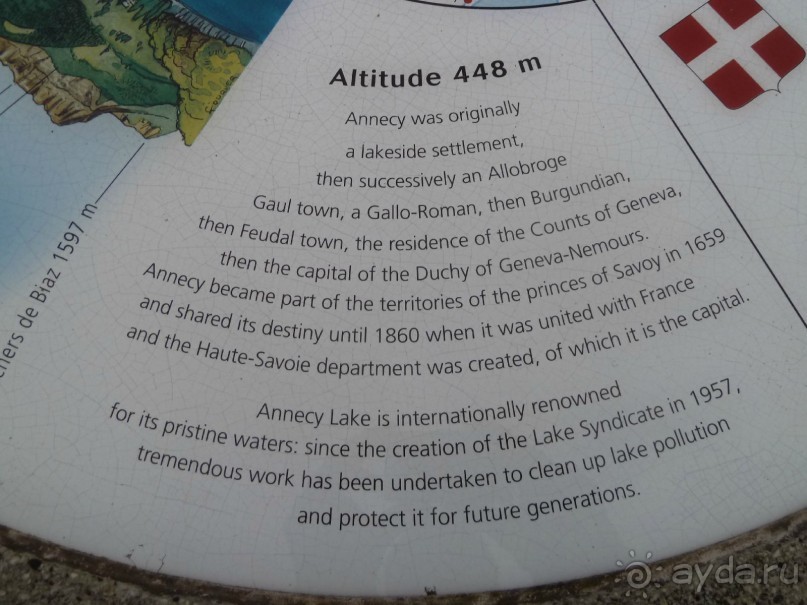 Altitude 448 m
Annecy was originally
a lakeside settlement,
then successively an Allobroge
Gaul town, a Gallo-Roman, then Burgundian,
then Feudal town, the residence of the Counts of Geneva,
then the capital of the Duchy of Geneva-Nemours.
Annecy became part of the territories of the princes of Savoy in 1659
and shared its destiny until 1860 when it was united with France
and the Haute-Savoie department was created, of which it is the capital.
Annecy Lake is internationally renowned
for its pristine waters: since the creation of the Lake Syndicate in 1957,
tremendous work has been undertaken to clean up lake pollution
and protect it for future generations.
de Biaz 1597 m
ayda.ru